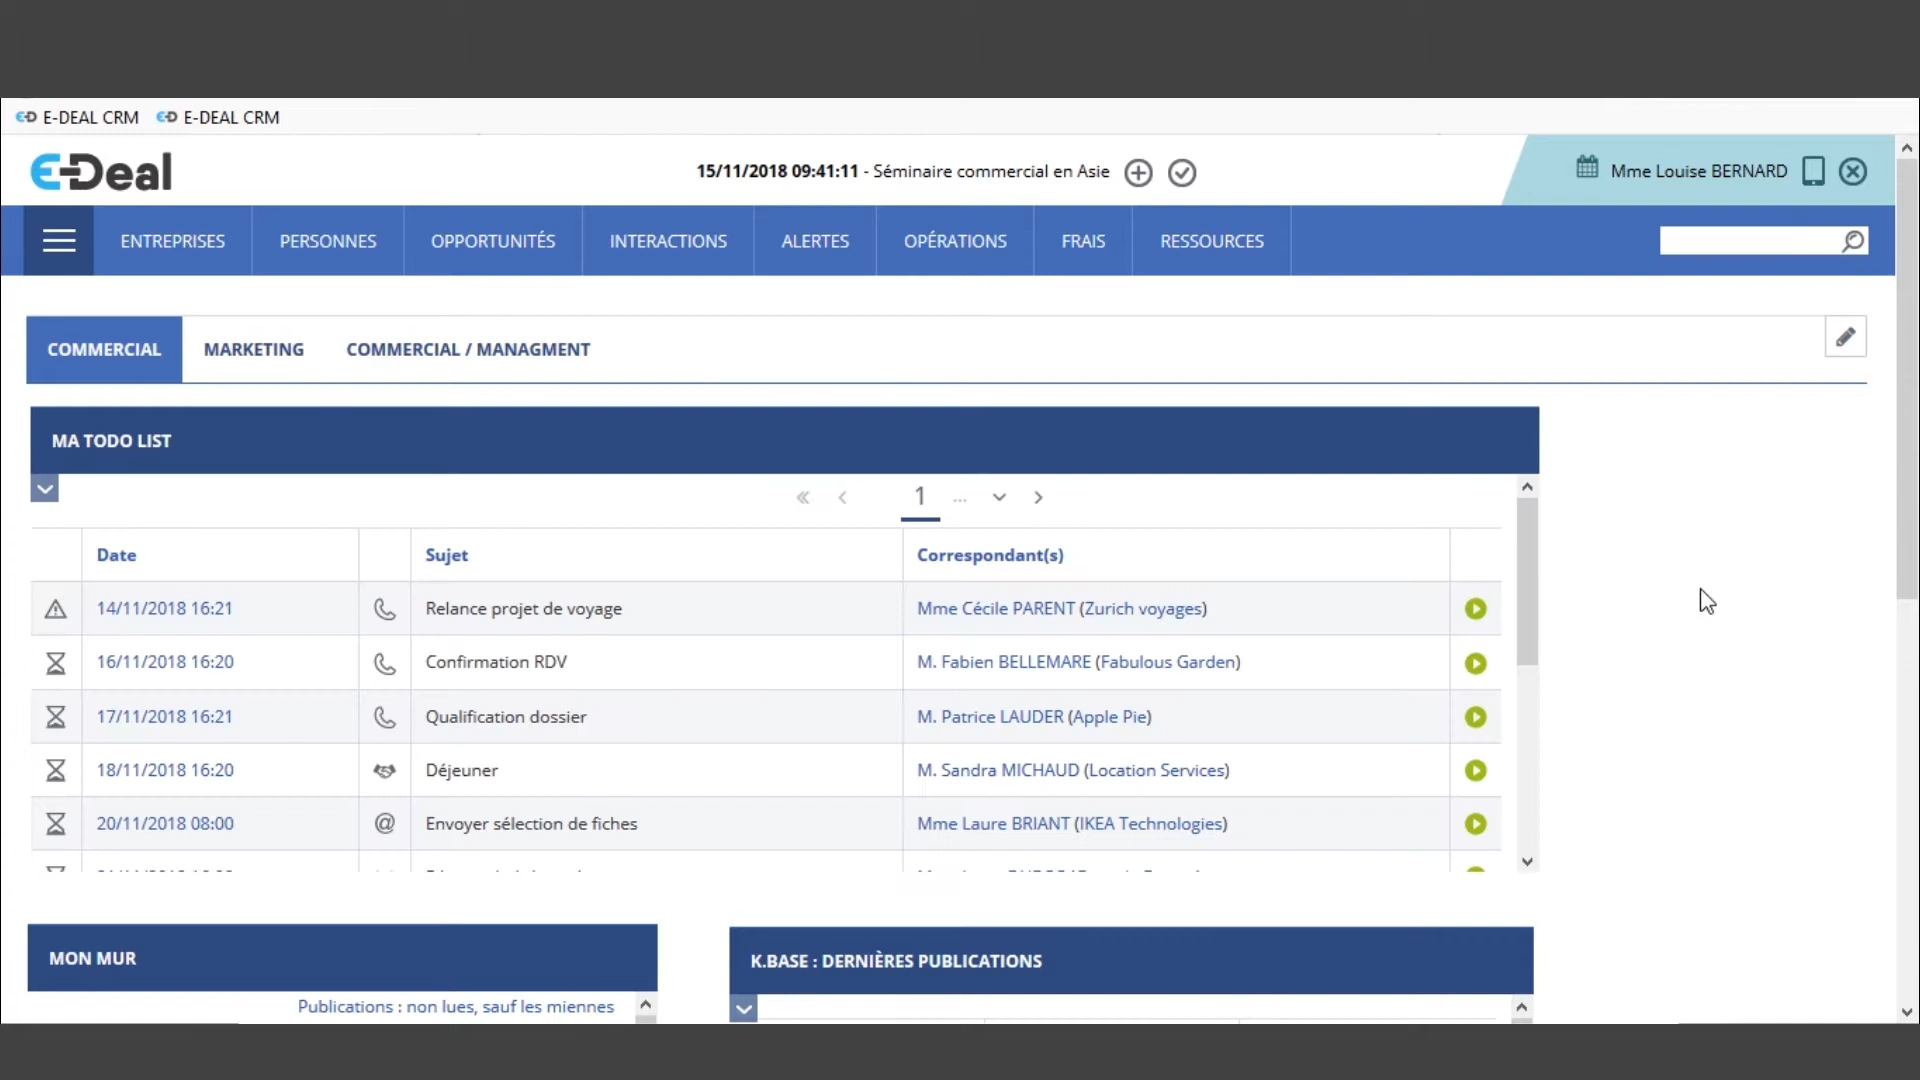 E-DEAL CRM E-DEAL CRM
E-Deal
15/11/2018 09:41:11 - Séminaire commercial en Asie
Mme Louise BERNARD
ENTREPRISES PERSONNES OPPORTUNITÉS INTERACTIONS ALERTES OPÉRATIONS FRAIS RESSOURCES
COMMERCIAL MARKETING COMMERCIAL / MANAGMENT
MA TODO LIST
1 ...
Date Sujet Correspondant(s)
14/11/2018 16:21 Relance projet de voyage Mme Cécile PARENT (Zurich voyages)
16/11/2018 16:20 Confirmation RDV M. Fabien BELLEMARE (Fabulous Garden)
17/11/2018 16:21 Qualification dossier M. Patrice LAUDER (Apple Pie)
18/11/2018 16:20 Déjeuner M. Sandra MICHAUD (Location Services)
20/11/2018 08:00 @ Envoyer sélection de fiches Mme Laure BRIANT (IKEA Technologies)
MON MUR
Publications : non lues, sauf les miennes
K.BASE : DERNIÈRES PUBLICATIONS